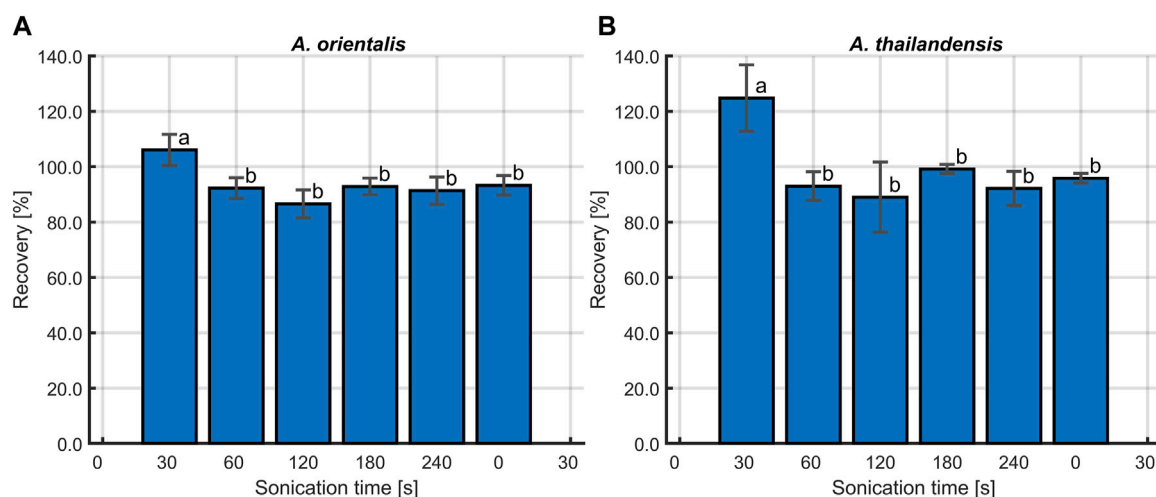 A
A. orientalis
140.0
120.0
100.0
80.0
60.0
40.0
20.0
0.0
Recovery [%]
a
b
b
b
b
b
0 30 60 120 180 240 0 30
Sonication time [s]
B
A. thailandensis
140.0
120.0
100.0
80.0
60.0
40.0
20.0
0.0
Recovery [%]
a
b
b
b
b
b
0 30 60 120 180 240 0 30
Sonication time [s]